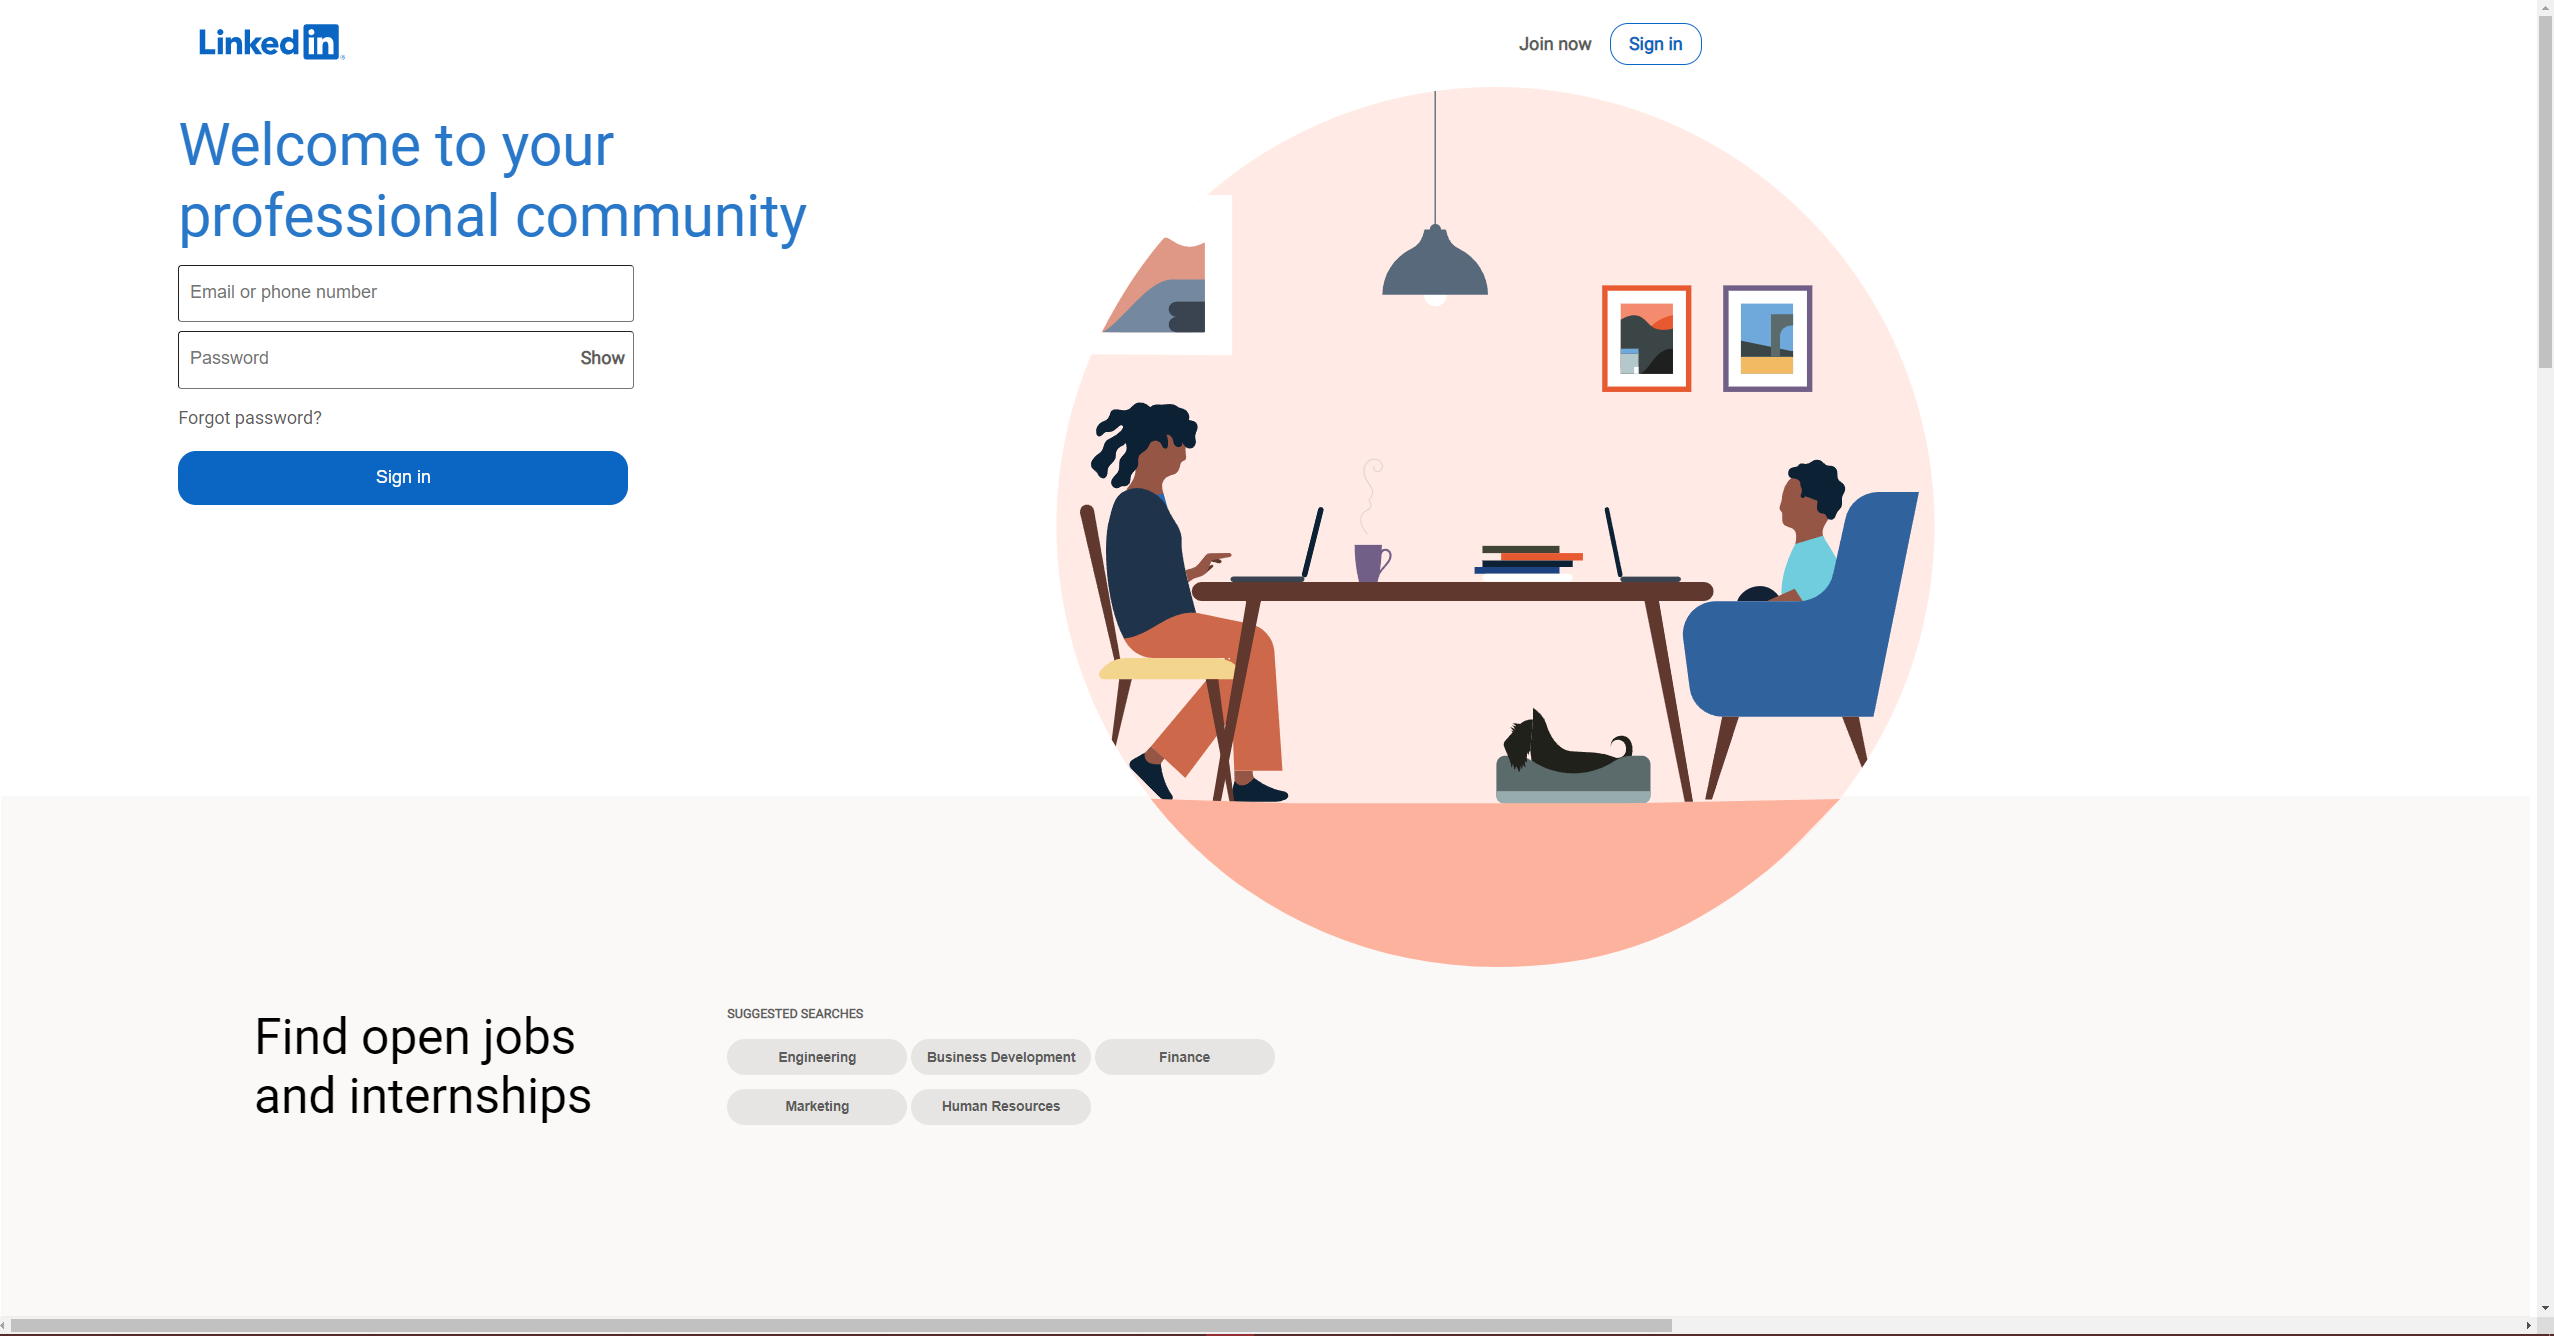 Linkedin
Join now
Sign in
Welcome to your
professional community
Email or phone number
Password
Show
Forgot password?
Sign in
Find open jobs
and internships
SUGGESTED SEARCHES
Engineering
Business Development
Finance
Marketing
Human Resources